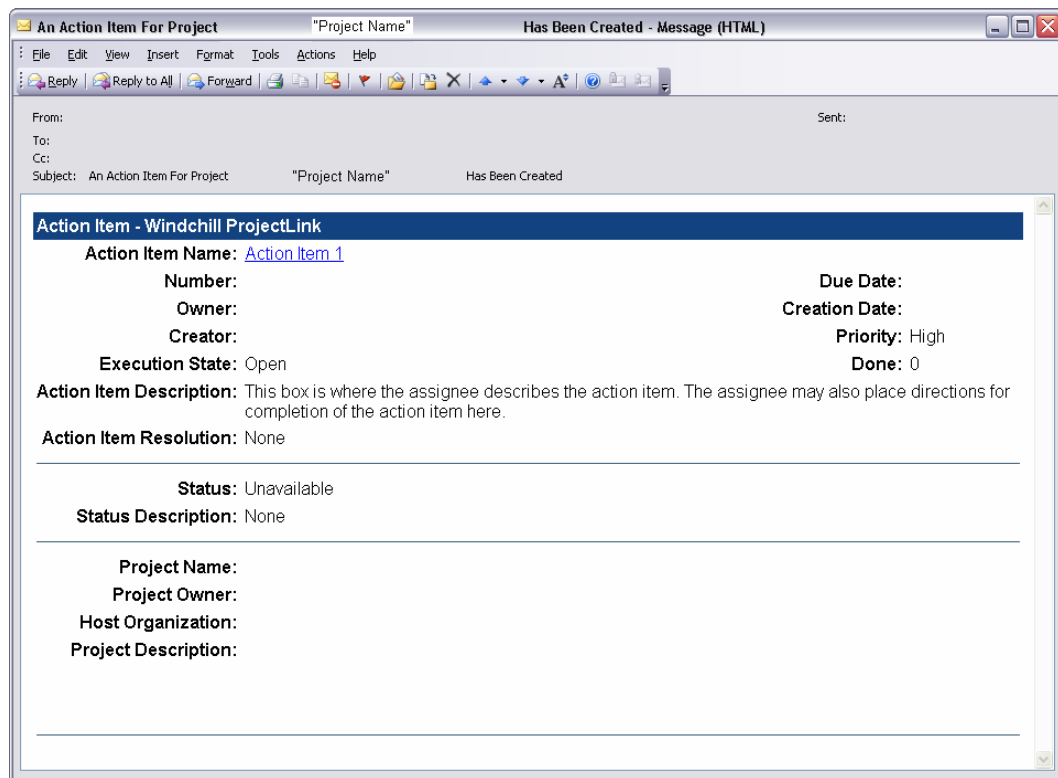 An Action Item For Project "Project Name" Has Been Created - Message (HTML)
File Edit View Insert Format Tools Actions Help
Reply Reply to All Forward
From: Sent:
To:
Cc:
Subject: An Action Item For Project "Project Name" Has Been Created
Action Item - Windchill ProjectLink
Action Item Name: Action Item 1
Number: Due Date:
Owner: Creation Date:
Creator: Priority: High
Execution State: Open Done: 0
Action Item Description: This box is where the assignee describes the action item. The assignee may also place directions for
completion of the action item here.
Action Item Resolution: None
Status: Unavailable
Status Description: None
Project Name:
Project Owner:
Host Organization:
Project Description: